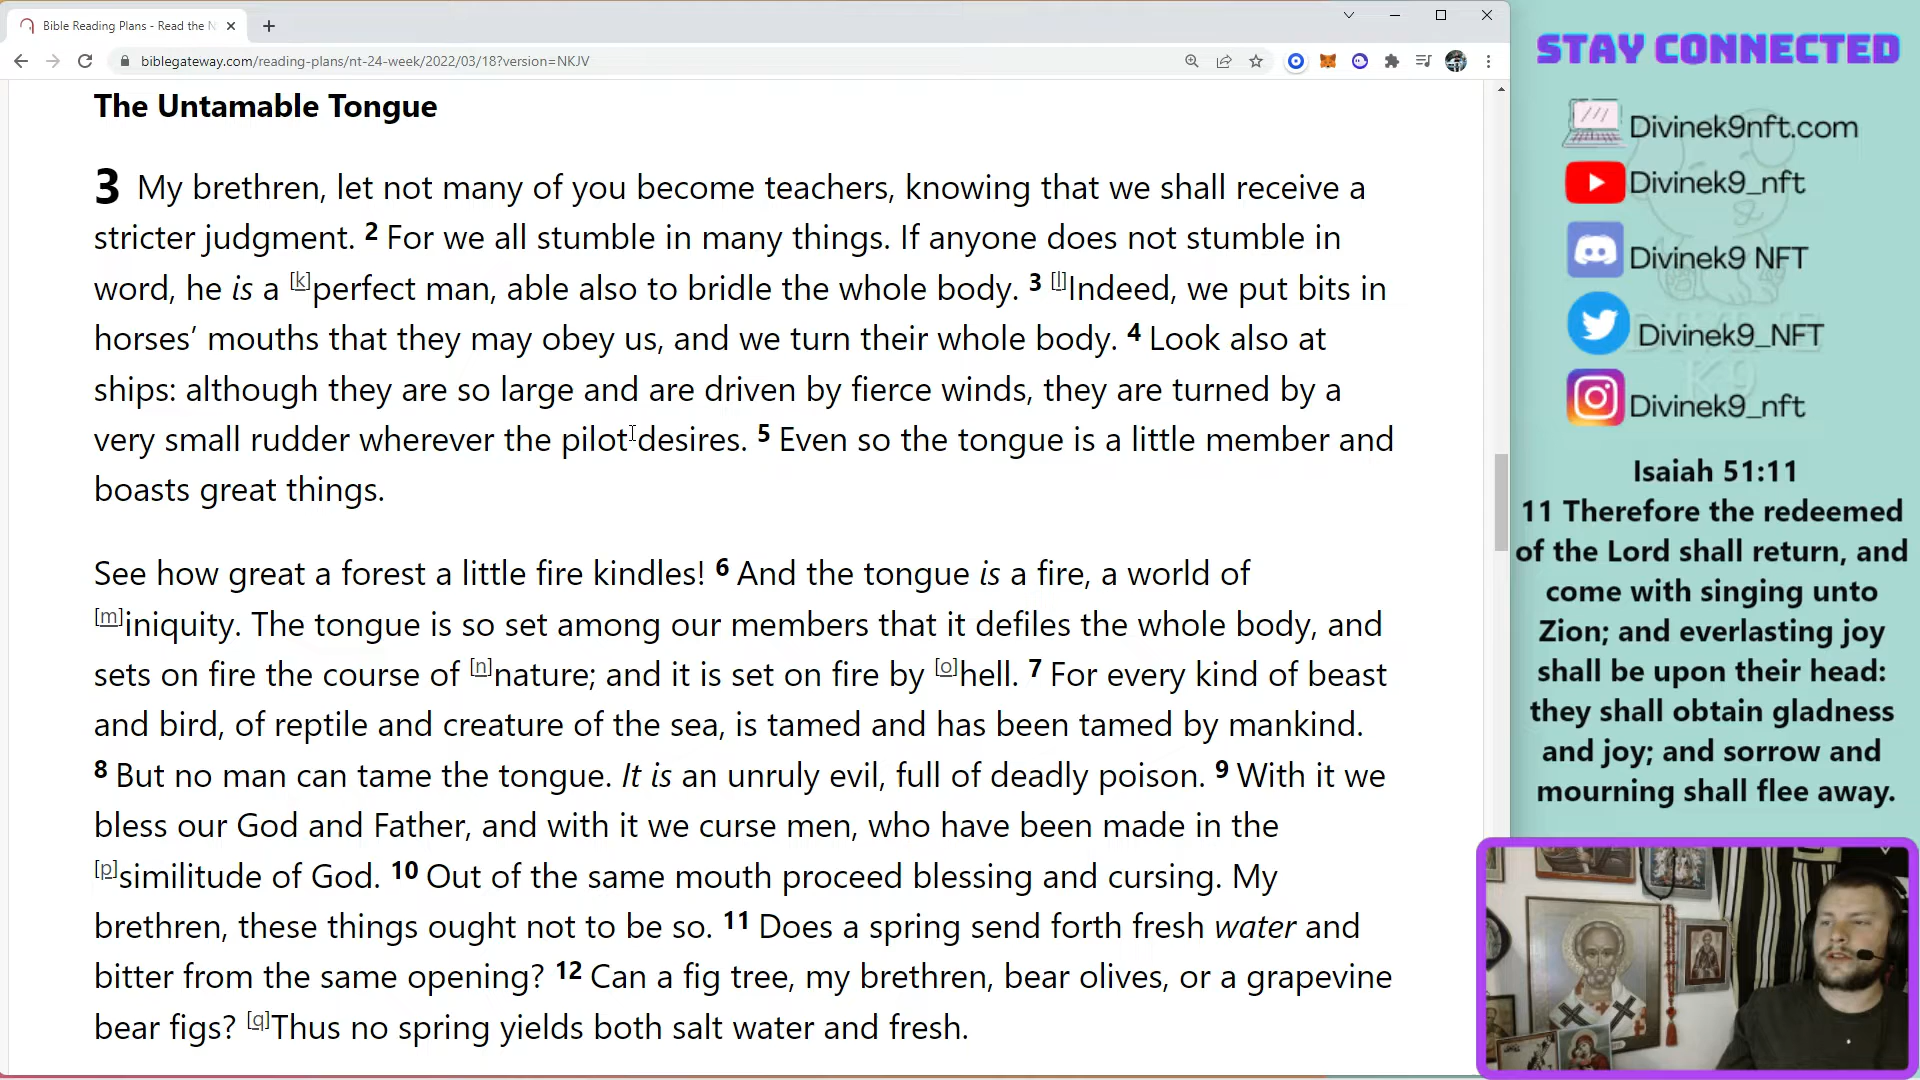 Bible Reading Plans - Read the N
biblegateway.com/reading-plans/nt-24-week/2022/03/18?version=NKJV
The Untamable Tongue
3 My brethren, let not many of you become teachers, knowing that we shall receive a
stricter judgment. 2 For we all stumble in many things. If anyone does not stumble in
word, he is a [k]perfect man, able also to bridle the whole body. 3 [l]Indeed, we put bits in
horses’ mouths that they may obey us, and we turn their whole body. 4 Look also at
ships: although they are so large and are driven by fierce winds, they are turned by a
very small rudder wherever the pilot desires. 5 Even so the tongue is a little member and
boasts great things.
See how great a forest a little fire kindles! 6 And the tongue is a fire, a world of
[m]iniquity. The tongue is so set among our members that it defiles the whole body, and
sets on fire the course of [n]nature; and it is set on fire by [o]hell. 7 For every kind of beast
and bird, of reptile and creature of the sea, is tamed and has been tamed by mankind.
8 But no man can tame the tongue. It is an unruly evil, full of deadly poison. 9 With it we
bless our God and Father, and with it we curse men, who have been made in the
[p]similitude of God. 10 Out of the same mouth proceed blessing and cursing. My
brethren, these things ought not to be so. 11 Does a spring send forth fresh water and
bitter from the same opening? 12 Can a fig tree, my brethren, bear olives, or a grapevine
bear figs? [q]Thus no spring yields both salt water and fresh.
STAY CONNECTED
Divinek9nft.com
Divinek9_nft
Divinek9 NFT
Divinek9_NFT
Divinek9_nft
Isaiah 51:11
11 Therefore the redeemed
of the Lord shall return, and
come with singing unto
Zion; and everlasting joy
shall be upon their head:
they shall obtain gladness
and joy; and sorrow and
mourning shall flee away.